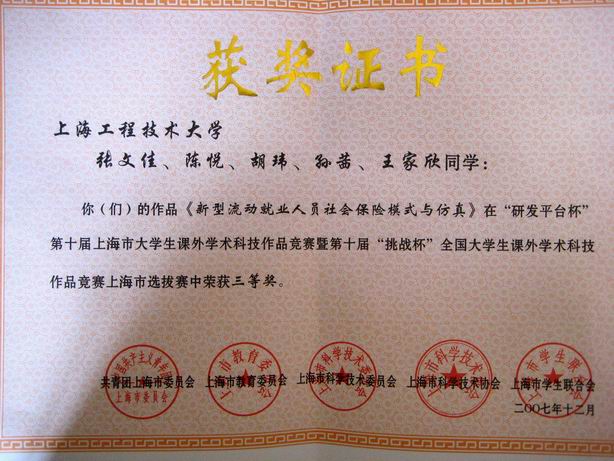 获奖证书
上海工程技术大学
张文佳、陈悦、胡玮、孙茜、王家欣同学：
你（们）的作品《新型流动就业人员社会保险模式与仿真》在“研发平台杯”
第十届上海市大学生课外学术科技作品竞赛暨第十届“挑战杯”全国大学生课外学术科技
作品竞赛上海市选拔赛中荣获三等奖。
共青团上海市委员会 上海市教育委员会 上海市科学技术委员会 上海市科学技术协会 上海市学生联合会
二〇〇七年十二月